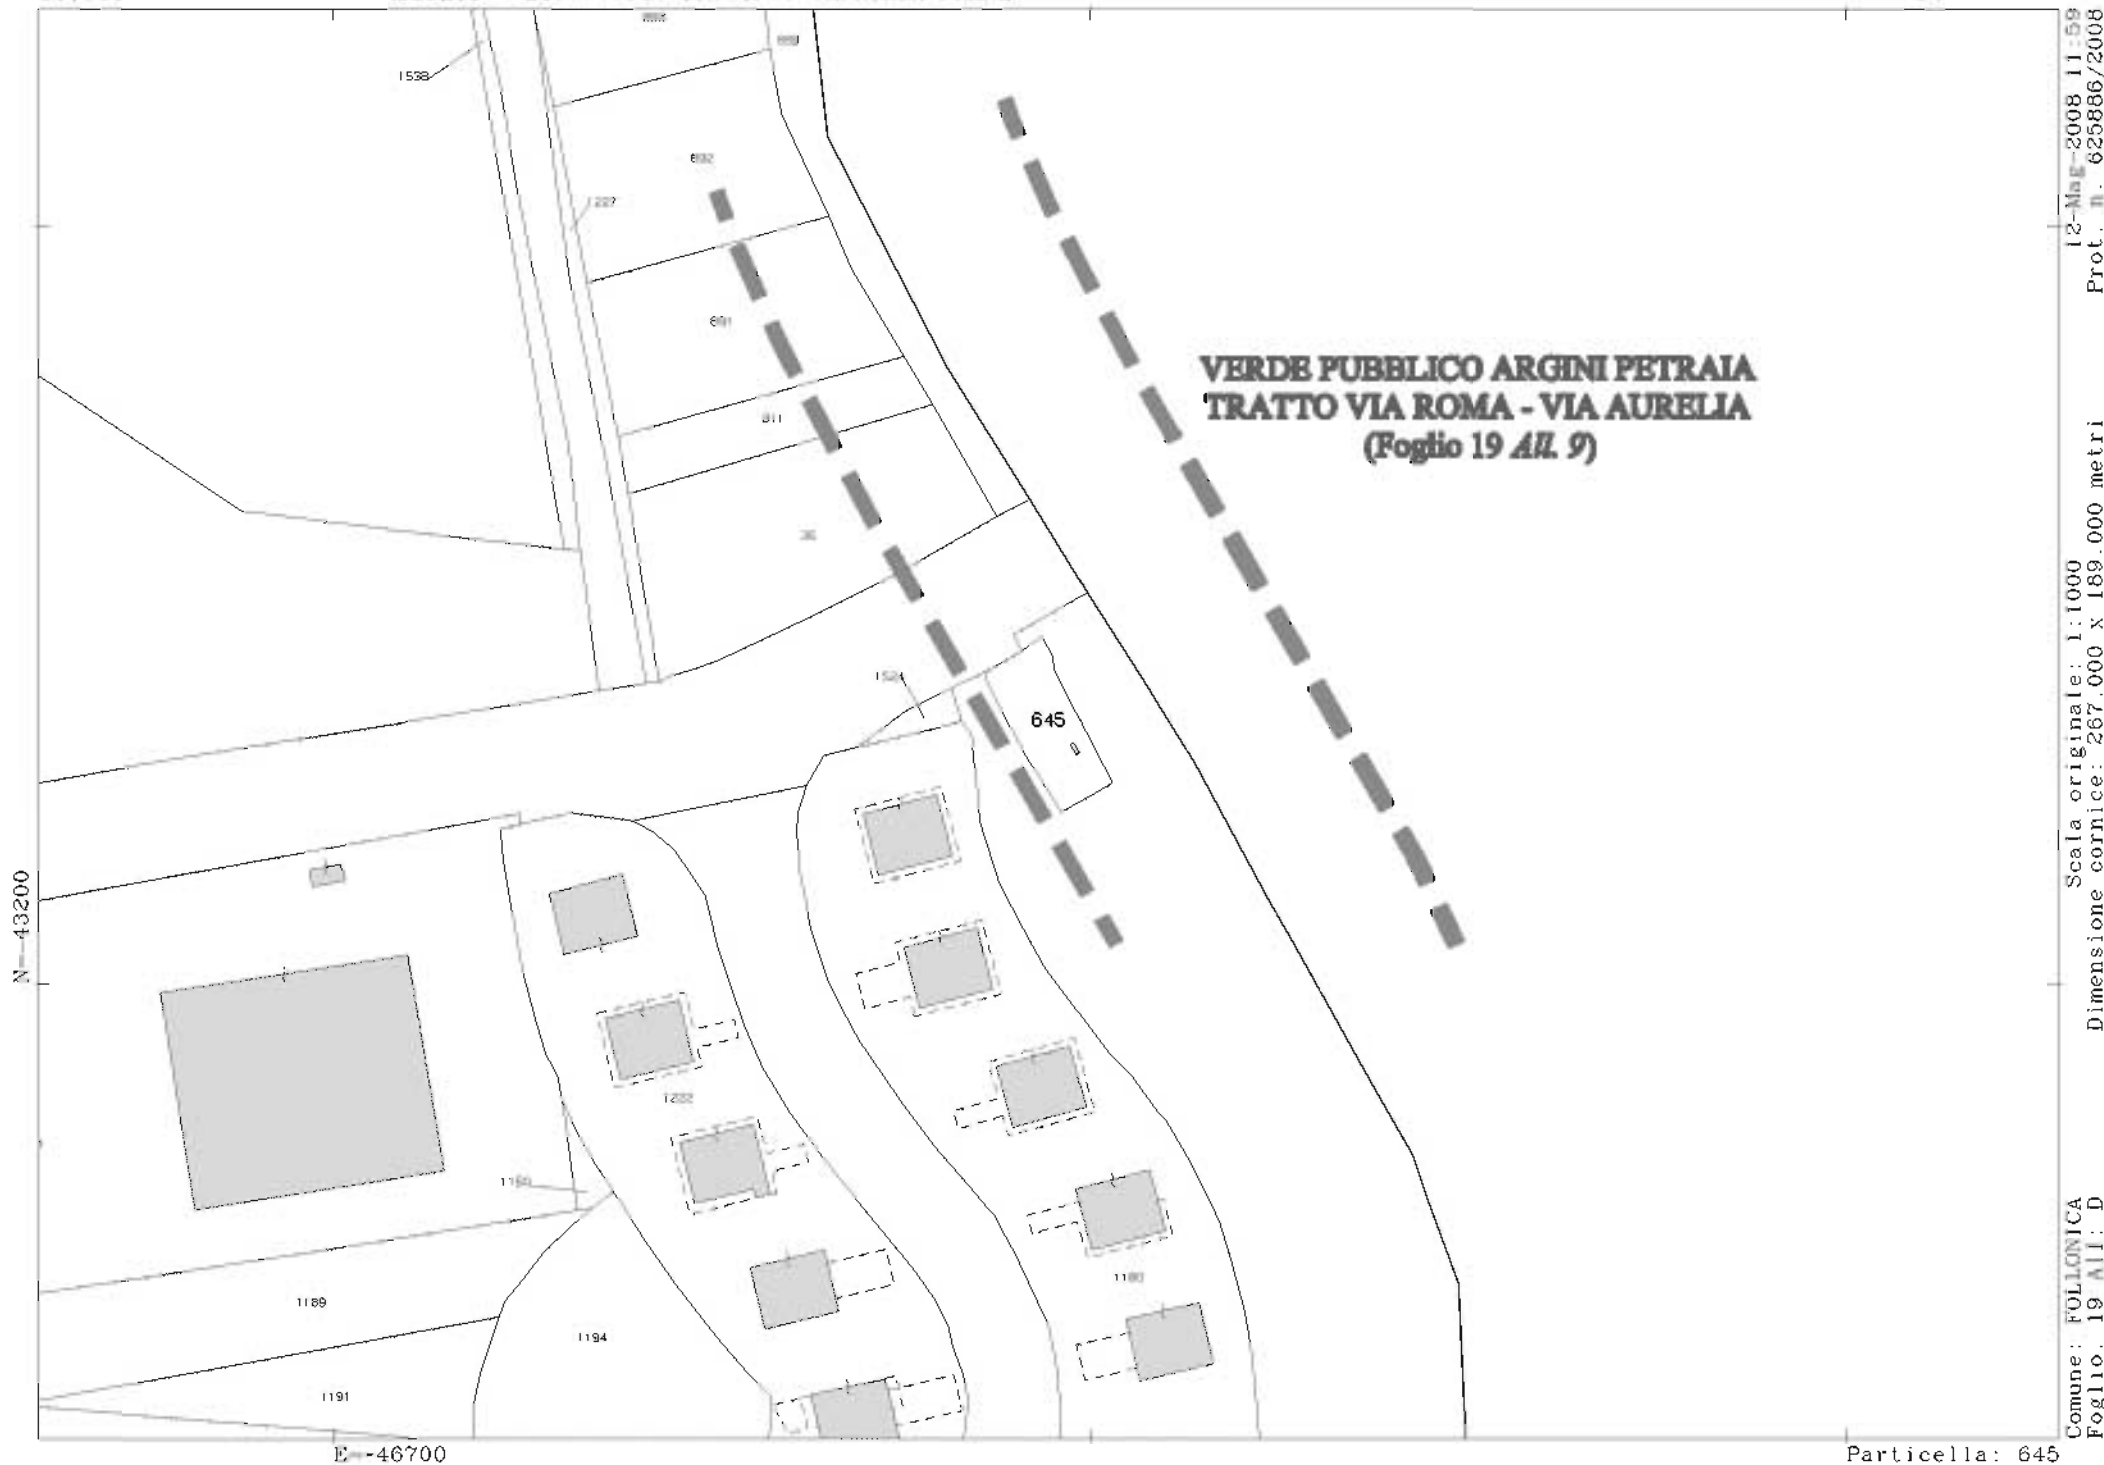 1538
1227
VERDE PUBBLICO ARGINI PETRAIA
TRATTO VIA ROMA - VIA AURELIA
(Foglio 19 All. 9)
645
1222
1189
1194
1191
1180
N=-43200
E=-46700
Particella: 645
12-Mag-2008 11:59
Prot. n. 625886/2008
Scala originale: 1:1000
Dimensione cornice: 267.000 x 189.000 metri
Comune: FOLLONICA
Foglio: 19 All: D